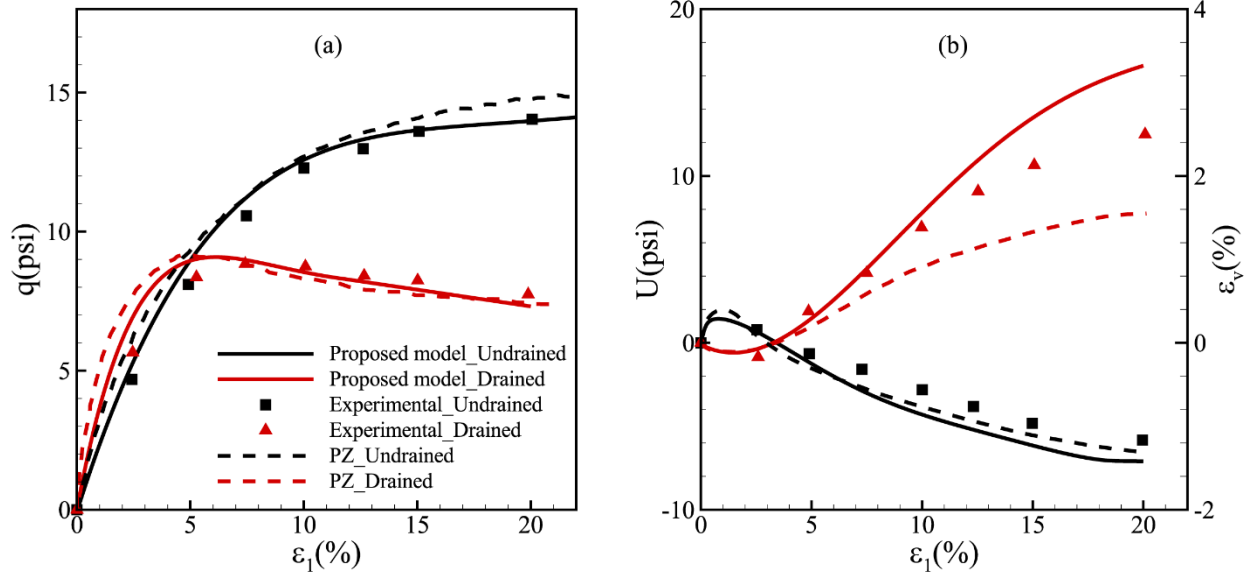 (a)
q(psi)
15
10
5
0
0
5
10
15
20
ε1(%)
Proposed model_Undrained
Proposed model_Drained
Experimental_Undrained
Experimental_Drained
PZ_Undrained
PZ_Drained
(b)
U(psi)
20
10
0
-10
0
5
10
15
20
ε1(%)
4
2
0
-2
εv(%)